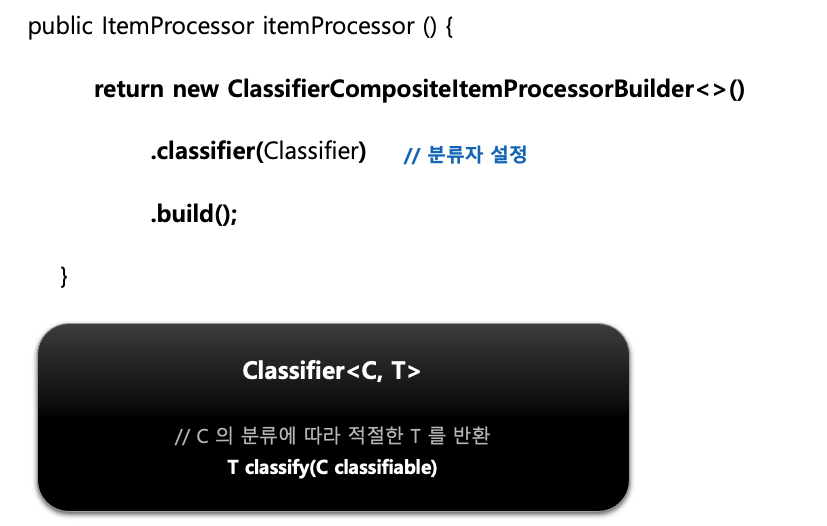 public ItemProcessor itemProcessor () {
return new ClassifierCompositeItemProcessorBuilder<>()
.classifier(Classifier) // 분류자 설정
.build();
}
Classifier<C, T>
// C 의 분류에 따라 적절한 T 를 반환
T classify(C classifiable)